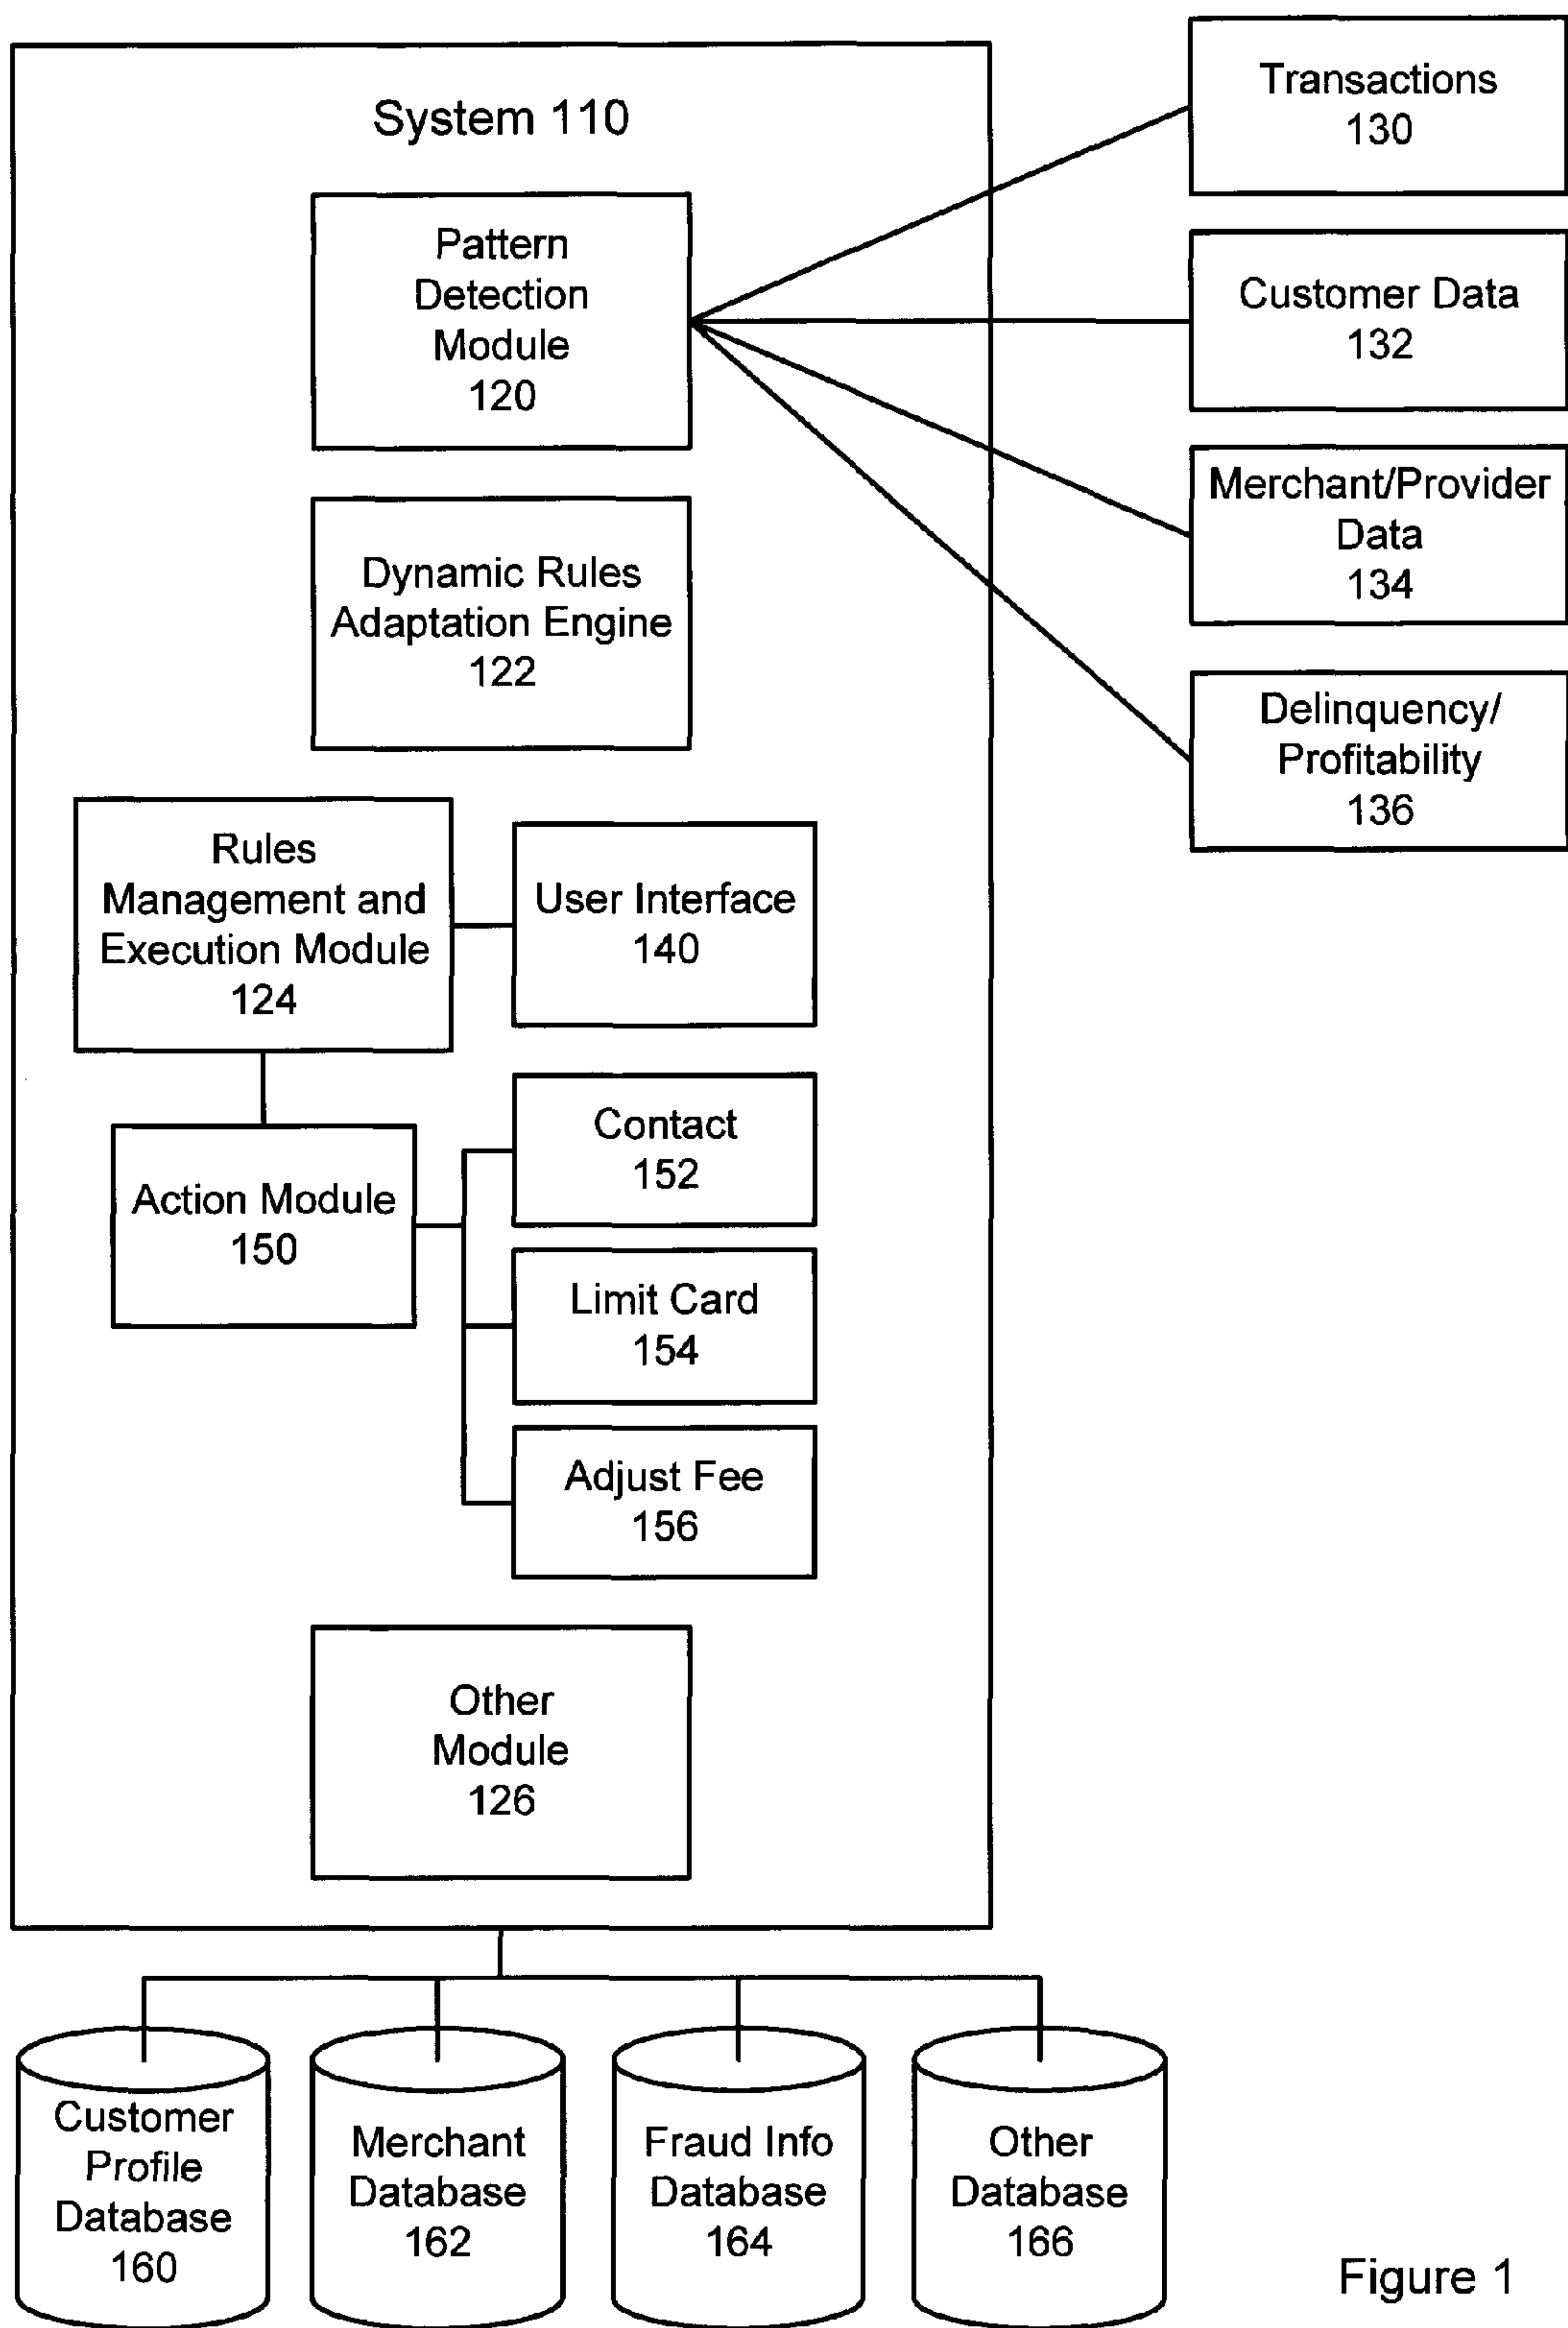 System 110
Pattern
Detection
Module
120
Transactions
130
Customer Data
132
Merchant/Provider
Data
134
Delinquency/
Profitability
136
Dynamic Rules
Adaptation Engine
122
Rules
Management and
Execution Module
124
User Interface
140
Action Module
150
Contact
152
Limit Card
154
Adjust Fee
156
Other
Module
126
Customer
Profile
Database
160
Merchant
Database
162
Fraud Info
Database
164
Other
Database
166
Figure 1